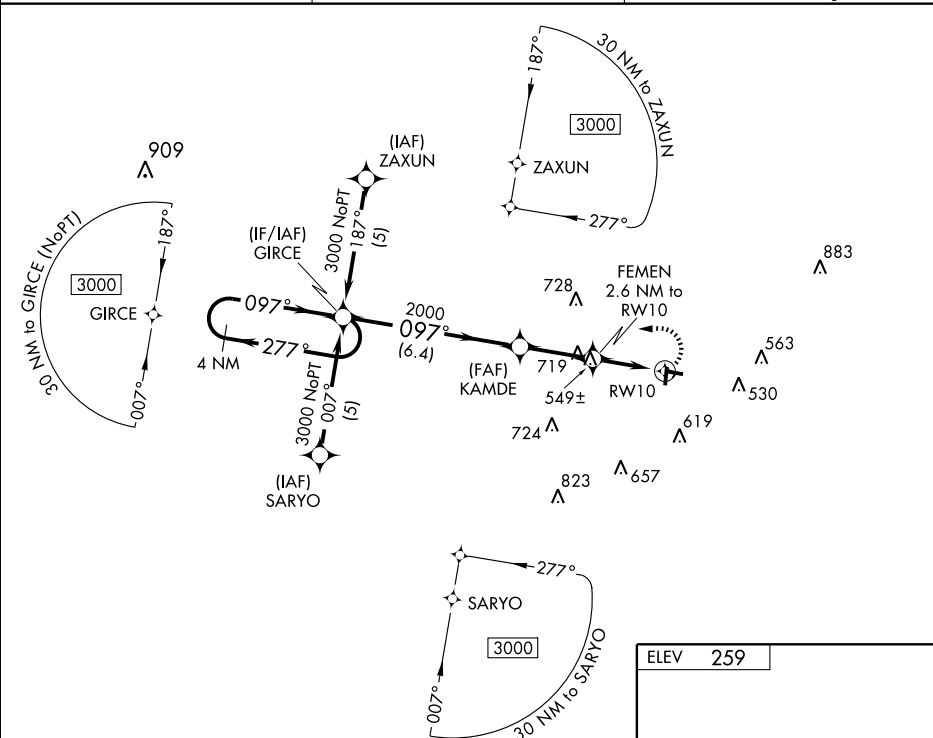 187°
30 NM to ZAXUN
3000
ZAXUN
277°
909
(IAF)
ZAXUN
3000 NoPT
187°
(5)
(IF/IAF)
GIRCE
30 NM to GIRCE (NoPT)
187°
3000
GIRCE
007°
097°
277°
4 NM
2000
097°
(6.4)
(FAF)
KAMDE
FEMEN
2.6 NM to
RW10
728
719
549±
RW10
883
563
530
619
724
657
823
3000 NoPT
007°
(5)
(IAF)
SARYO
277°
SARYO
3000
007°
30 NM to SARYO
ELEV 259